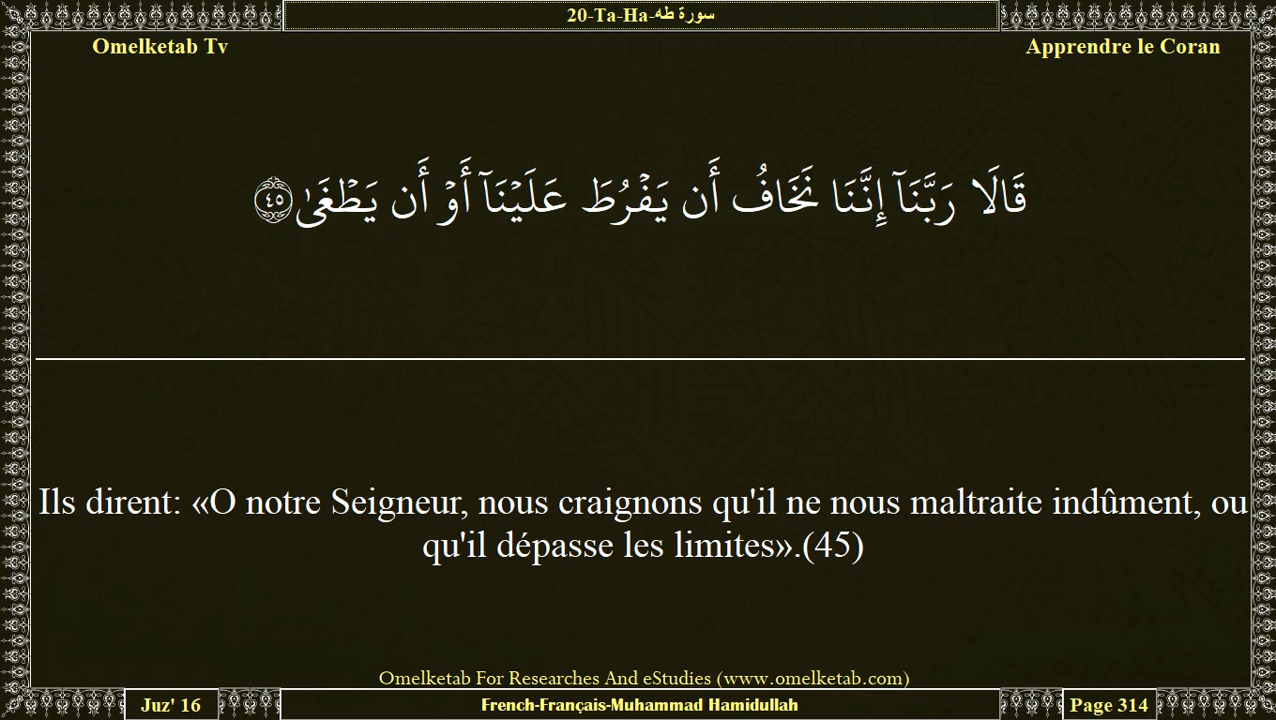 20-Ta-Ha-سورة طه
Omelketab Tv
Apprendre le Coran
قَالَا رَبَّنَآ إِنَّنَا نَخَافُ أَن يَفْرُطَ عَلَيْنَآ أَوْ أَن يَطْغَىٰ ٤٥
Ils dirent: «O notre Seigneur, nous craignons qu'il ne nous maltraite indûment, ou
qu'il dépasse les limites».(45)
Omelketab For Researches And eStudies (www.omelketab.com)
Juz' 16
French-Français-Muhammad Hamidullah
Page 314